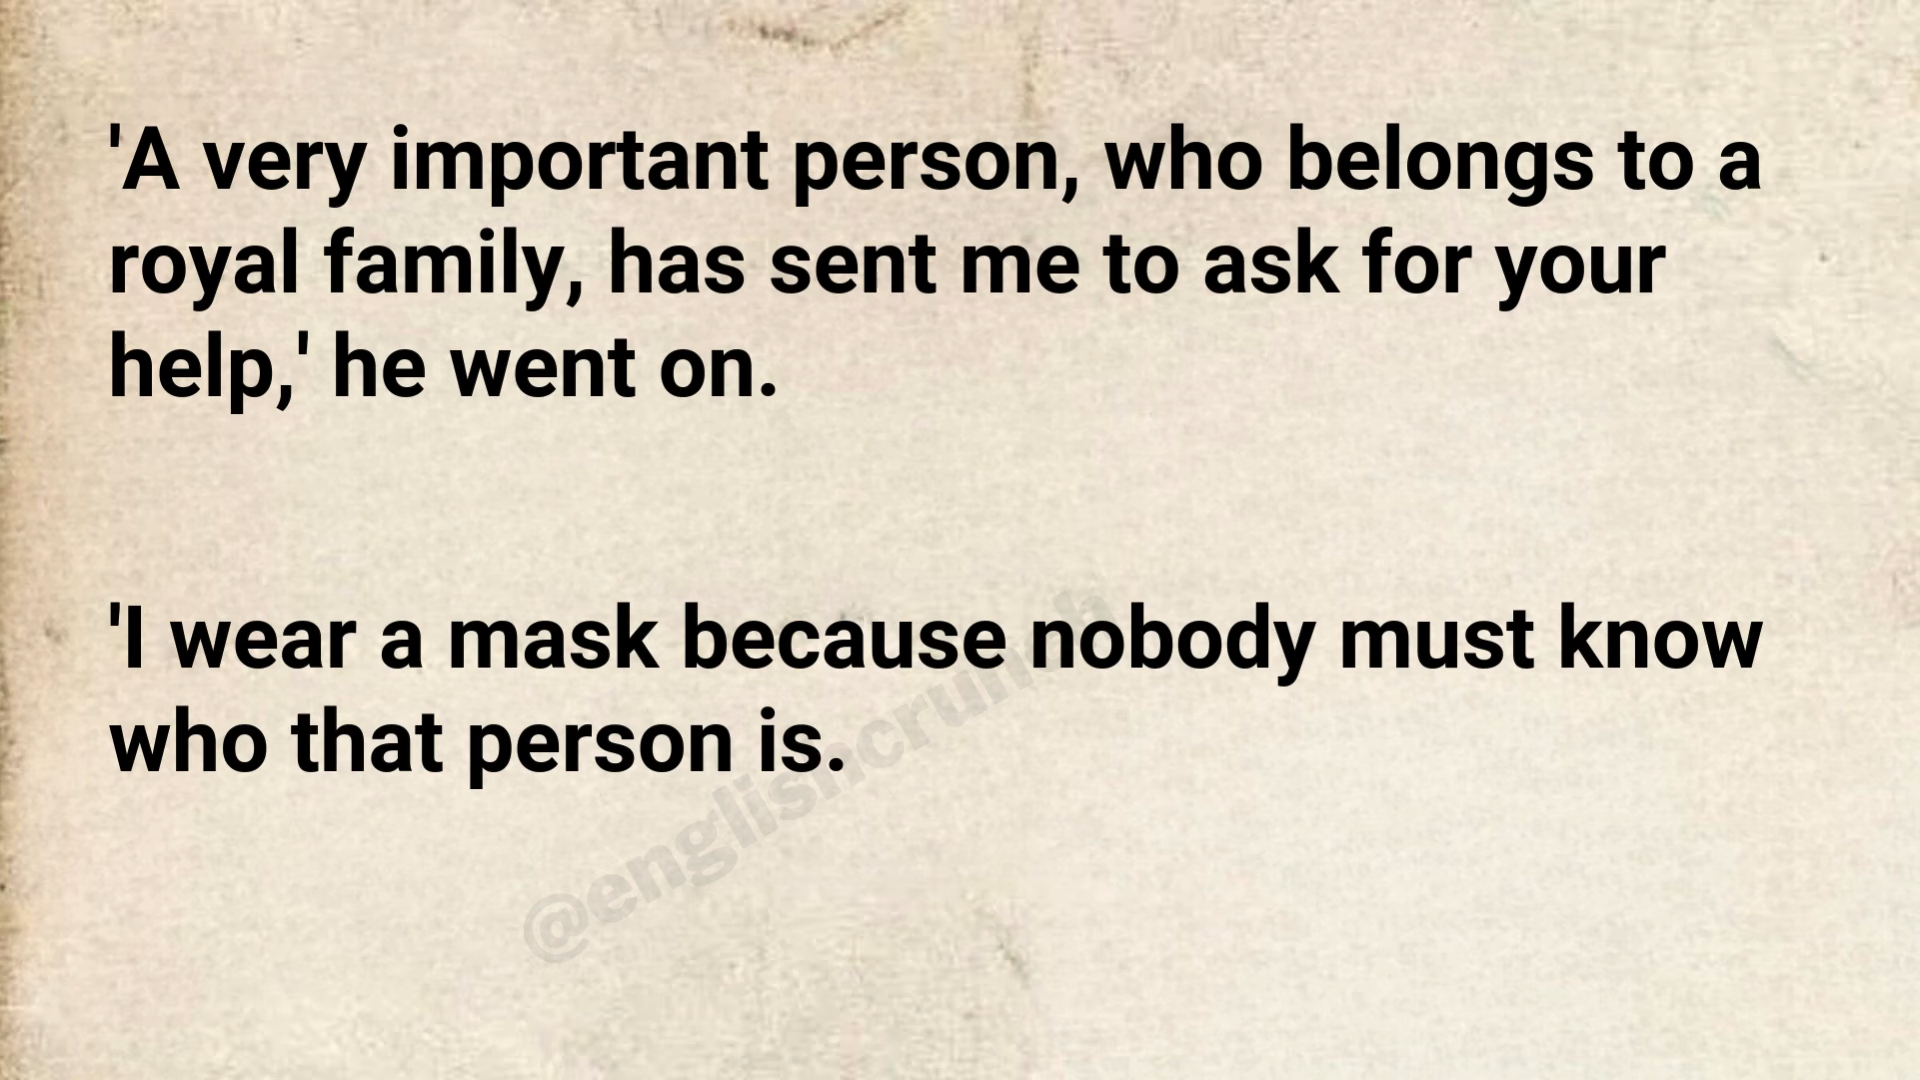 'A very important person, who belongs to a
royal family, has sent me to ask for your
help,' he went on.
'I wear a mask because nobody must know
who that person is.
@englishcrunch